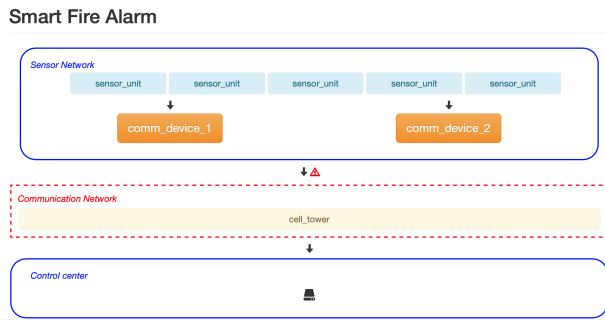 Smart Fire Alarm
Sensor Network
sensor_unit sensor_unit sensor_unit sensor_unit sensor_unit
comm_device_1 comm_device_2
Communication Network
cell_tower
Control center